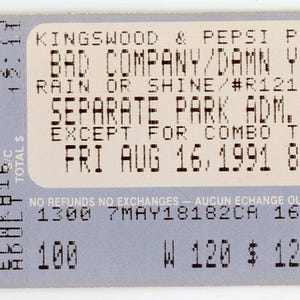 KINGSWOOD & PEPSI P
BAD COMPANY/DAMN Y
RAIN OR SHINE/#R121
SEPARATE PARK ADM.
EXCEPT FOR COMBO T
FRI AUG 16,1991 8
NO REFUNDS NO EXCHANGES — AUCUN ECHANGE OU
1300 7MAY18182CA 16
100 W 120 $ 12
TOTAL $